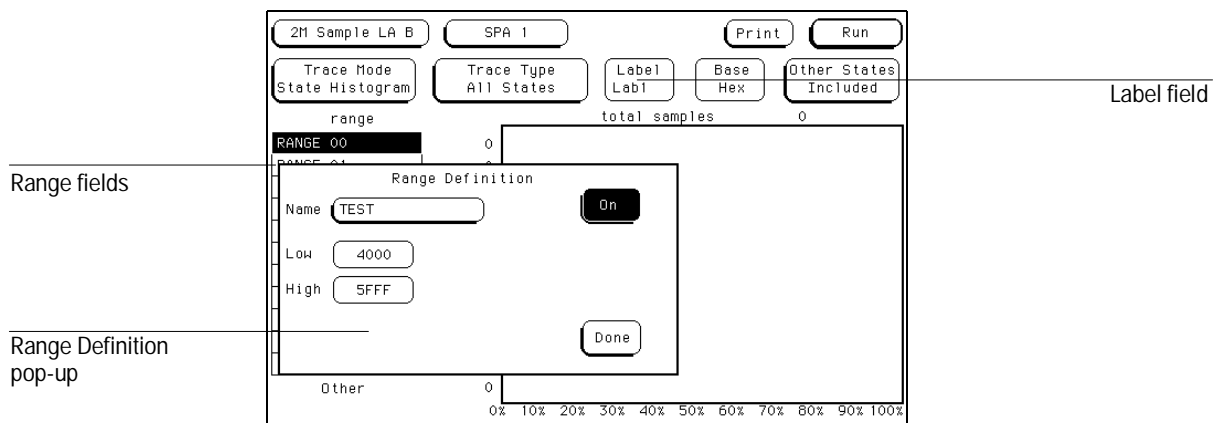 2M Sample LA B
SPA 1
Print
Run
Trace Mode
State Histogram
Trace Type
All States
Label
Lab1
Base
Hex
Other States
Included
Label field
range
total samples 0
RANGE 00 0
Range fields
Range Definition
Name TEST
On
Low 4000
High 5FFF
Done
Range Definition
pop-up
Other 0
0% 10% 20% 30% 40% 50% 60% 70% 80% 90% 100%